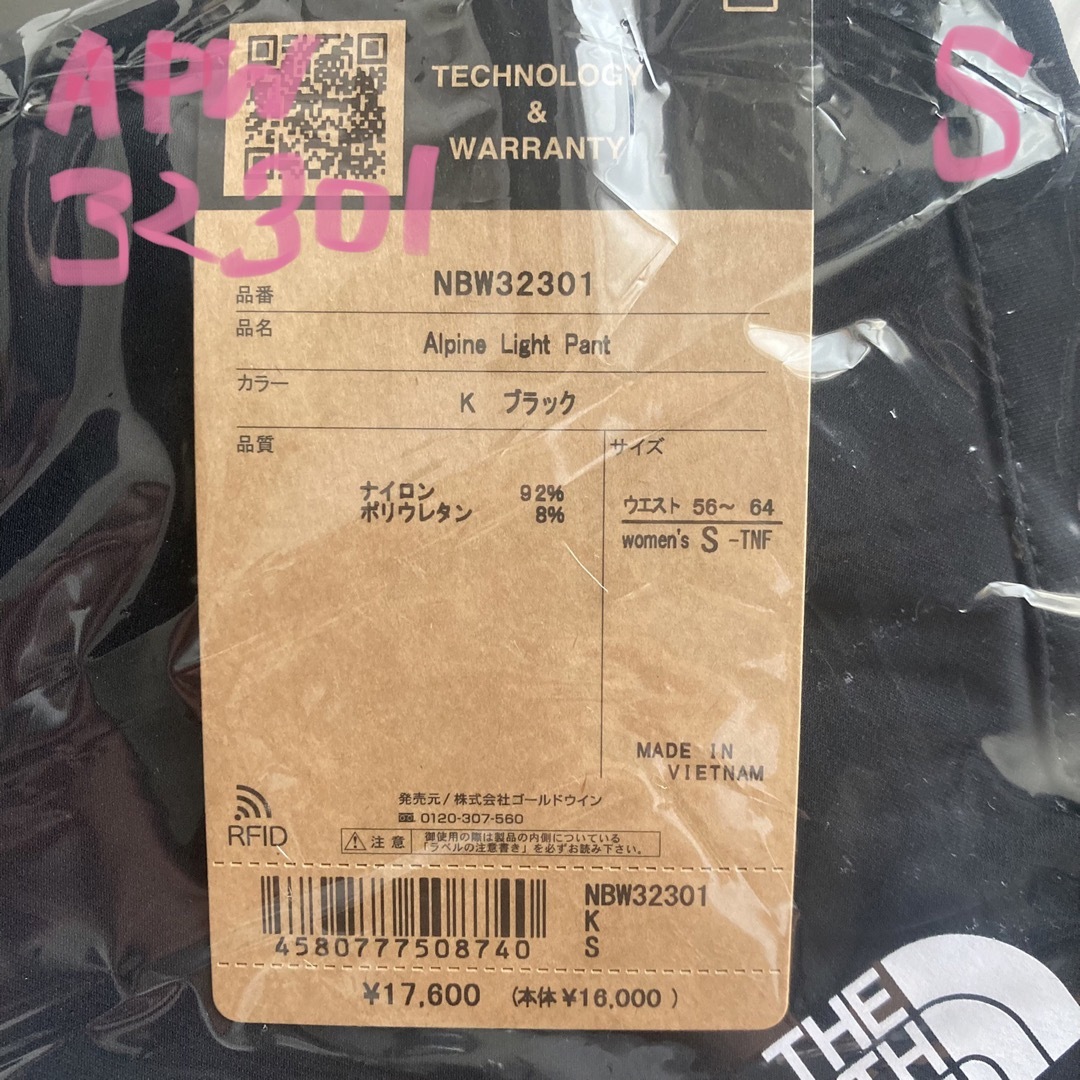 APW
32301
S
TECHNOLOGY
&
WARRANTY
品番 NBW32301
品名 Alpine Light Pant
カラー K ブラック
品質
ナイロン 92%
ポリウレタン 8%
サイズ
ウエスト 56～ 64
women's S -TNF
MADE IN
VIETNAM
RFID
発売元/株式会社ゴールドウイン
0120-307-560
注意 御使用の際は製品の内側についている
「ラベルの注意書き」を必ずお読み下さい。
4580777508740
NBW32301
K
S
¥17,600 (本体¥16,000 )
THE